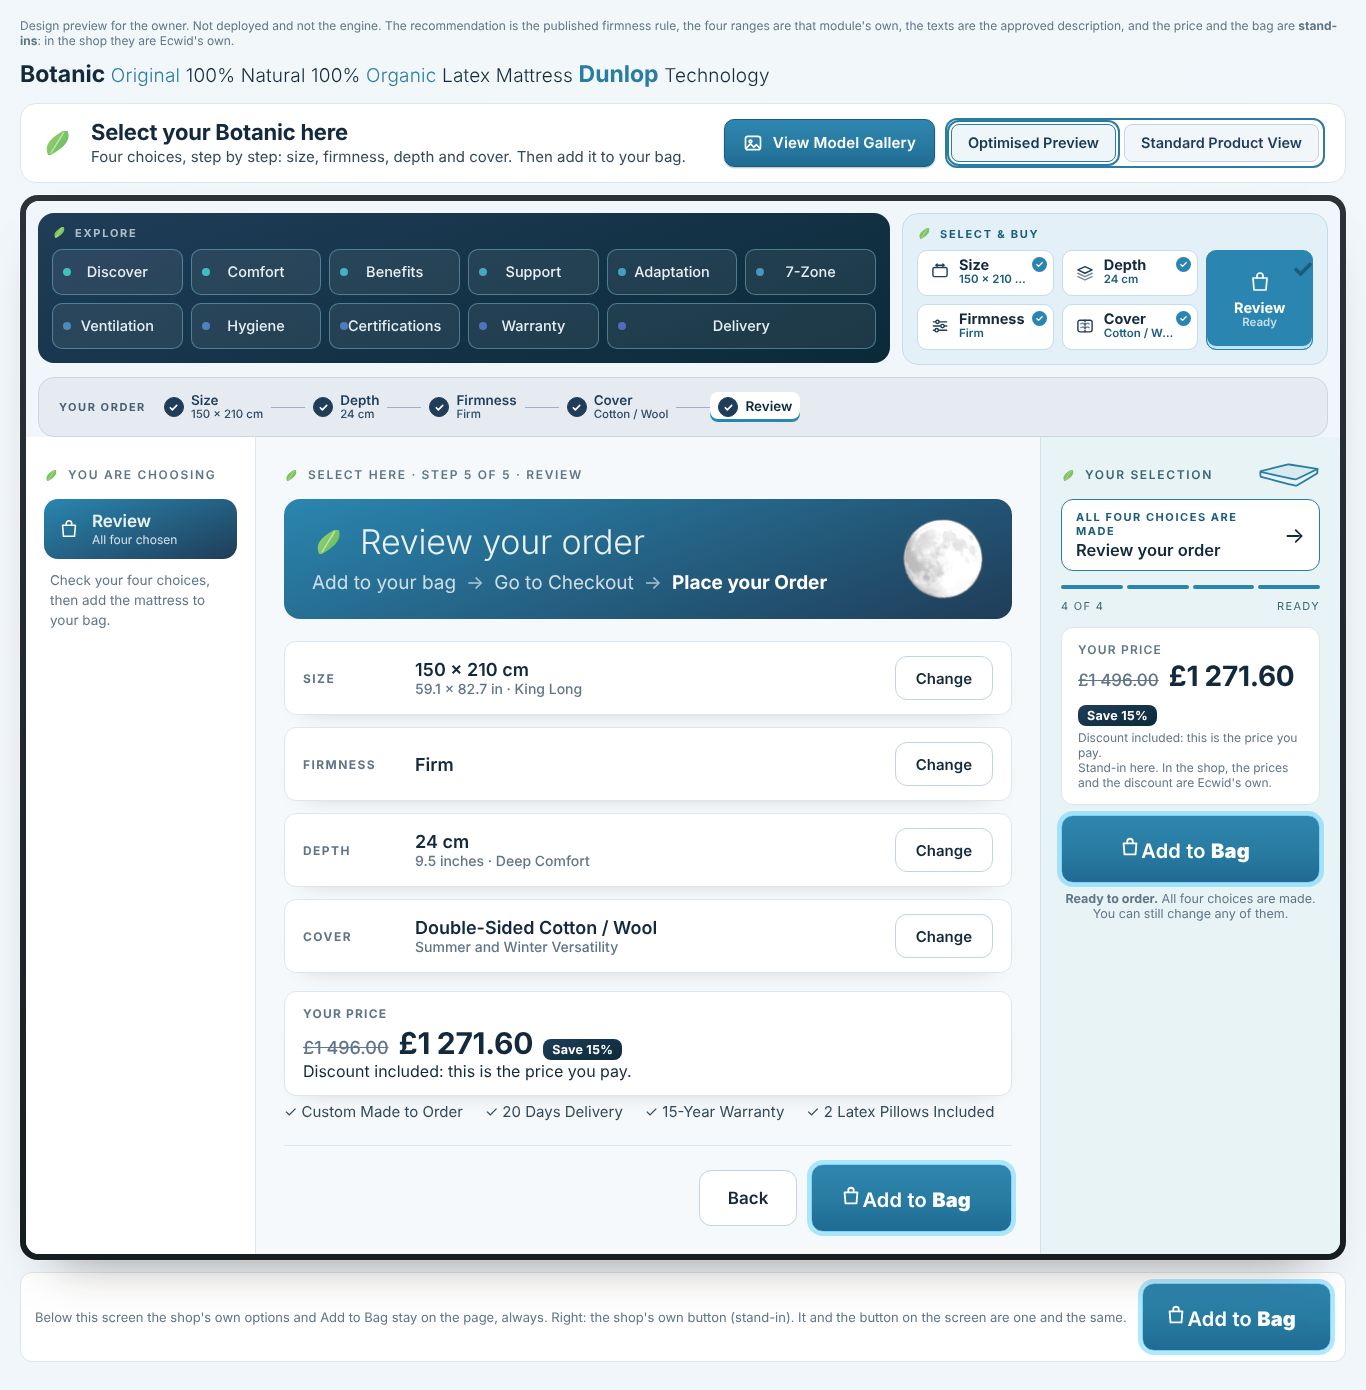 Design preview for the owner. Not deployed and not the engine. The recommendation is the published firmness rule, the four ranges are that module's own, the texts are the approved description, and the price and the bag are stand-
ins: in the shop they are Ecwid's own.
Botanic Original 100% Natural 100% Organic Latex Mattress Dunlop Technology
Select your Botanic here
Four choices, step by step: size, firmness, depth and cover. Then add it to your bag.
View Model Gallery
Optimised Preview
Standard Product View
EXPLORE
Discover
Comfort
Benefits
Support
Adaptation
7-Zone
Ventilation
Hygiene
Certifications
Warranty
Delivery
SELECT & BUY
Size
150 × 210 ...
Depth
24 cm
Firmness
Firm
Cover
Cotton / W...
Review
Ready
YOUR ORDER
Size
150 × 210 cm
Depth
24 cm
Firmness
Firm
Cover
Cotton / Wool
Review
YOU ARE CHOOSING
Review
All four chosen
Check your four choices,
then add the mattress to
your bag.
SELECT HERE · STEP 5 OF 5 · REVIEW
Review your order
Add to your bag → Go to Checkout → Place your Order
SIZE
150 × 210 cm
59.1 × 82.7 in · King Long
Change
FIRMNESS
Firm
Change
DEPTH
24 cm
9.5 inches · Deep Comfort
Change
COVER
Double-Sided Cotton / Wool
Summer and Winter Versatility
Change
YOUR PRICE
£1 496.00 £1 271.60 Save 15%
Discount included: this is the price you pay.
✓ Custom Made to Order ✓ 20 Days Delivery ✓ 15-Year Warranty ✓ 2 Latex Pillows Included
Back
Add to Bag
YOUR SELECTION
ALL FOUR CHOICES ARE
MADE
Review your order
4 OF 4
READY
YOUR PRICE
£1 496.00 £1 271.60
Save 15%
Discount included: this is the price you
pay.
Stand-in here. In the shop, the prices
and the discount are Ecwid's own.
Add to Bag
Ready to order. All four choices are made.
You can still change any of them.
Below this screen the shop's own options and Add to Bag stay on the page, always. Right: the shop's own button (stand-in). It and the button on the screen are one and the same.
Add to Bag